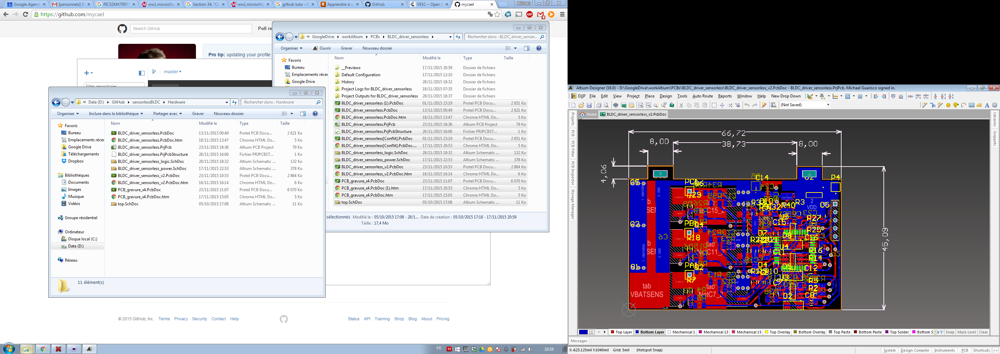 Google Agend
[personnels] R
PIC32MX795F5
ww1.microchip
Section 34. "Co
ww1.microchip
github tuto - R
Apprendre à u
GitHub
VESC – Open S
mycael
Michael
https://github.com/mycael
Search GitHub
Pull re
Pro tip: updating your profile
master
Filter repositories
« GoogleDrive ▸ workAltium ▸ PCBs ▸ BLDC_driver_sensorless ▸
Rechercher dans : BLDC_driver_sensor...
Organiser Ouvrir Graver Nouveau dossier
Nom Modifié le Type Taille
Favoris
Bureau
Emplacements récer
Google Drive
__Previews 17/11/2015 20:59 Dossier de fichiers
Default Configuration 17/11/2015 12:10 Dossier de fichiers
History 28/11/2015 18:32 Dossier de fichiers
Project Logs for BLDC_driver_sensorless 18/11/2015 07:35 Dossier de fichiers
Project Outputs for BLDC_driver_sensorless 28/11/2015 18:37 Dossier de fichiers
BLDC_driver_sensorless (1).PcbDoc 01/11/2015 23:19 Protel PCB Docu... 2 851 Ko
BLDC_driver_sensorless.PcbDoc 13/11/2015 00:49 Protel PCB Docu... 2 621 Ko
BLDC_driver_sensorless.PcbDoc.htm 18/11/2015 13:47 Chrome HTML Do... 5 Ko
BLDC_driver_sensorless.PrjPcb 23/11/2015 18:36 Altium PCB Project 79 Ko
BLDC_driver_sensorless.PrjPcbStructure 26/11/2015 16:06 Fichier PRJPCBST... 1 Ko
BLDC_driver_sensorless[Conflit].PcbDoc 01/11/2015 23:19 Protel PCB Docu... 2 851 Ko
BLDC_driver_sensorless[Conflit].PcbDoc.... 17/11/2015 20:53 Chrome HTML Do... 5 Ko
BLDC_driver_sensorless_logic.SchDoc 28/11/2015 18:32 Altium Schematic ... 132 Ko
BLDC_driver_sensorless_power.SchDoc 17/11/2015 22:53 Altium Schematic ... 378 Ko
BLDC_driver_sensorless_v2.PcbDoc 23/11/2015 10:53 Protel PCB Docu... 2 864 Ko
BLDC_driver_sensorless_v2.PcbDoc.htm 16/11/2015 16:14 Chrome HTML Do... 6 Ko
PCB_gravure_x4.PcbDoc 23/11/2015 11:07 Protel PCB Docu... 6 070 Ko
PCB_gravure_x4.PcbDoc (1).htm 17/11/2015 20:53 Chrome HTML Do... 5 Ko
PCB_gravure_x4.PcbDoc.htm 17/11/2015 15:05 Chrome HTML Do... 5 Ko
top.SchDoc 05/10/2015 17:08 Altium Schematic ... 11 Ko
sélectionnés Modifié le : 05/10/2015 17:08 - 28/1... Date de création : 05/10/2015 17:18 - 17/11/2015 20:59
Taille : 17,4 Mo
« Data (D:) ▸ GitHub ▸ sensorlessBLDC ▸ Hardware
Rechercher dans : Hardware
Organiser Inclure dans la bibliothèque Partager avec Graver Nouveau dossier
Nom Modifié le Type Taille
Favoris
Bureau
Emplacements récer
Google Drive
Téléchargements
Dropbox
Bibliothèques
Documents
Images
Musique
Vidéos
Groupe résidentiel
Ordinateur
Disque local (C:)
Data (D:)
Réseau
BLDC_driver_sensorless.PcbDoc 13/11/2015 00:49 Protel PCB Docu... 2 621 Ko
BLDC_driver_sensorless.PcbDoc.htm 18/11/2015 13:47 Chrome HTML Do... 5 Ko
BLDC_driver_sensorless.PrjPcb 23/11/2015 18:36 Altium PCB Project 79 Ko
BLDC_driver_sensorless.PrjPcbStructure 26/11/2015 16:06 Fichier PRJPCBST... 1 Ko
BLDC_driver_sensorless_logic.SchDoc 28/11/2015 18:32 Altium Schematic ... 132 Ko
BLDC_driver_sensorless_power.SchDoc 17/11/2015 22:53 Altium Schematic ... 378 Ko
BLDC_driver_sensorless_v2.PcbDoc 23/11/2015 10:53 Protel PCB Docu... 2 864 Ko
BLDC_driver_sensorless_v2.PcbDoc.htm 16/11/2015 16:14 Chrome HTML Do... 6 Ko
PCB_gravure_x4.PcbDoc 23/11/2015 11:07 Protel PCB Docu... 6 070 Ko
PCB_gravure_x4.PcbDoc.htm 17/11/2015 15:05 Chrome HTML Do... 5 Ko
top.SchDoc 05/10/2015 17:08 Altium Schematic ... 11 Ko
11 élément(s)
© 2015 GitHub, Inc. Terms Privacy Security Contact Help
Status API Training Shop Blog About Pricing
FR
16:54
Altium Designer (16.0) - D:\GoogleDrive\workAltium\PCBs\BLDC_driver_sensorless\BLDC_driver_sensorless_v2.PcbDoc - BLDC_driver_sensorless.PrjPcb. Michael Guarisco signed in.
DXP File Edit View Project Place Design Tools Auto Route Reports Window Help New Drop Down
(Not Saved)
Home
BLDC_driver_sensorless_v2.PcbDoc
Projects
PCB
PCB Filter
PCB Inspector
Storage Manager
Libraries
Snippets
66,72
8,00
38,73
8,00
4,06
45,09
C14
P4
Q5
PC1
R23
C5
R3
R40
2
VDD
NetC15_2
U5
C15
R27
Q3
PB1
Q4
R18
R25
D7
D8
C16
C6
tab
NetC11_2
U4
C11
R16
R14
Q1
PA1
Q2
R7
D4
D5
C12
R10
U3
C7
R5
R2
D2
C8
tab
VBATSENS
tab
NetC7_2
LS Top Layer Bottom Layer Mechanical 1 Mechanical 13 Mechanical 15 Top Overlay Bottom Overlay Top Paste Bottom Paste Top Solder Bottom S Snap Mask Level Clear
Messages
X:-623.125mil Y:1040mil Grid: 5mil (Hotspot Snap)
System Design Compiler Instruments PCB Shortcuts >>